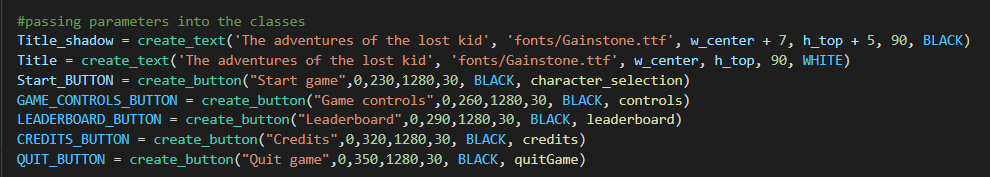 #passing parameters into the classes
Title_shadow = create_text('The adventures of the lost kid', 'fonts/Gainstone.ttf', w_center + 7, h_top + 5, 90, BLACK)
Title = create_text('The adventures of the lost kid', 'fonts/Gainstone.ttf', w_center, h_top, 90, WHITE)
Start_BUTTON = create_button("Start game",0,230,1280,30, BLACK, character_selection)
GAME_CONTROLS_BUTTON = create_button("Game controls",0,260,1280,30, BLACK, controls)
LEADERBOARD_BUTTON = create_button("Leaderboard",0,290,1280,30, BLACK, leaderboard)
CREDITS_BUTTON = create_button("Credits",0,320,1280,30, BLACK, credits)
QUIT_BUTTON = create_button("Quit game",0,350,1280,30, BLACK, quitGame)